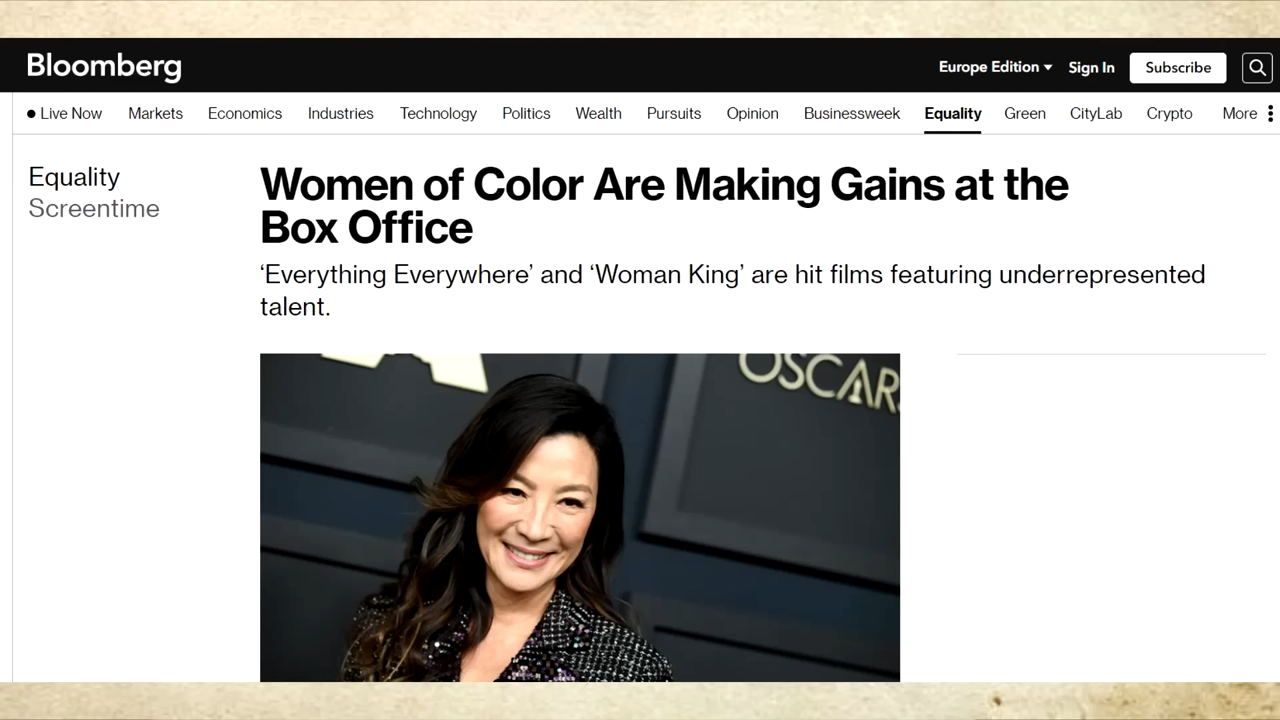 Bloomberg
Europe Edition
Sign In
Subscribe
Live Now
Markets
Economics
Industries
Technology
Politics
Wealth
Pursuits
Opinion
Businessweek
Equality
Green
CityLab
Crypto
More
Equality
Screentime
Women of Color Are Making Gains at the
Box Office
‘Everything Everywhere’ and ‘Woman King’ are hit films featuring underrepresented
talent.
OSCARS